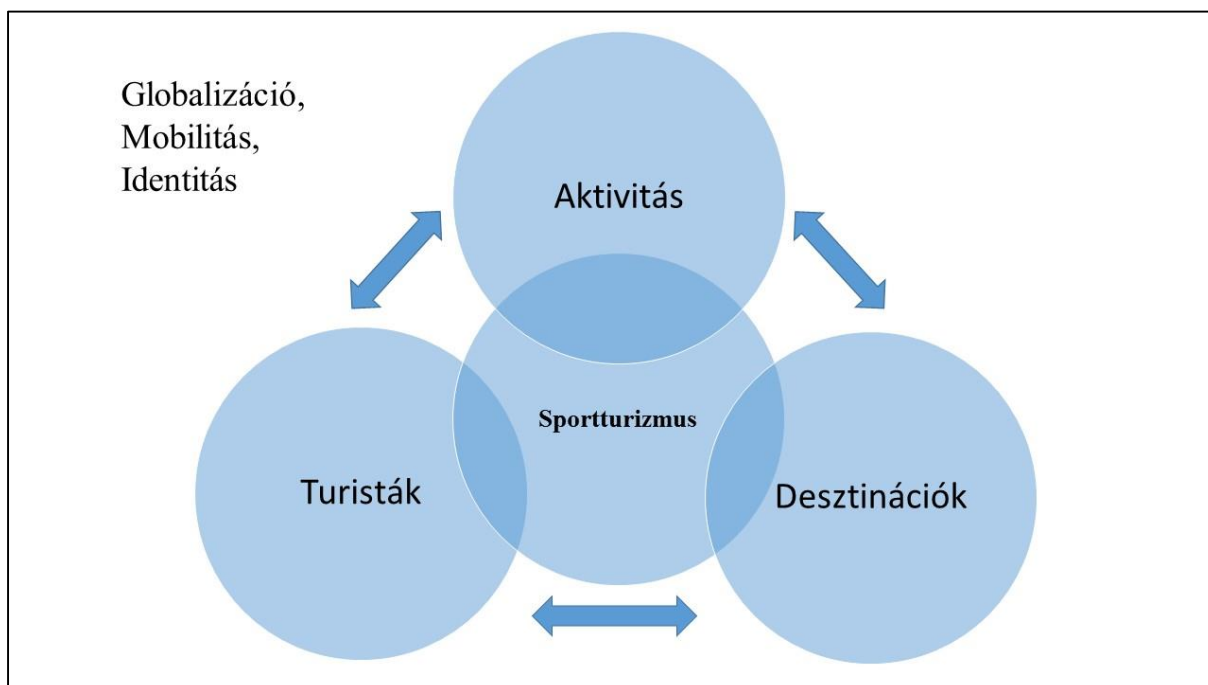 Globalizáció,
Mobilitás,
Identitás
Aktivitás
Sportturizmus
Turisták
Desztinációk